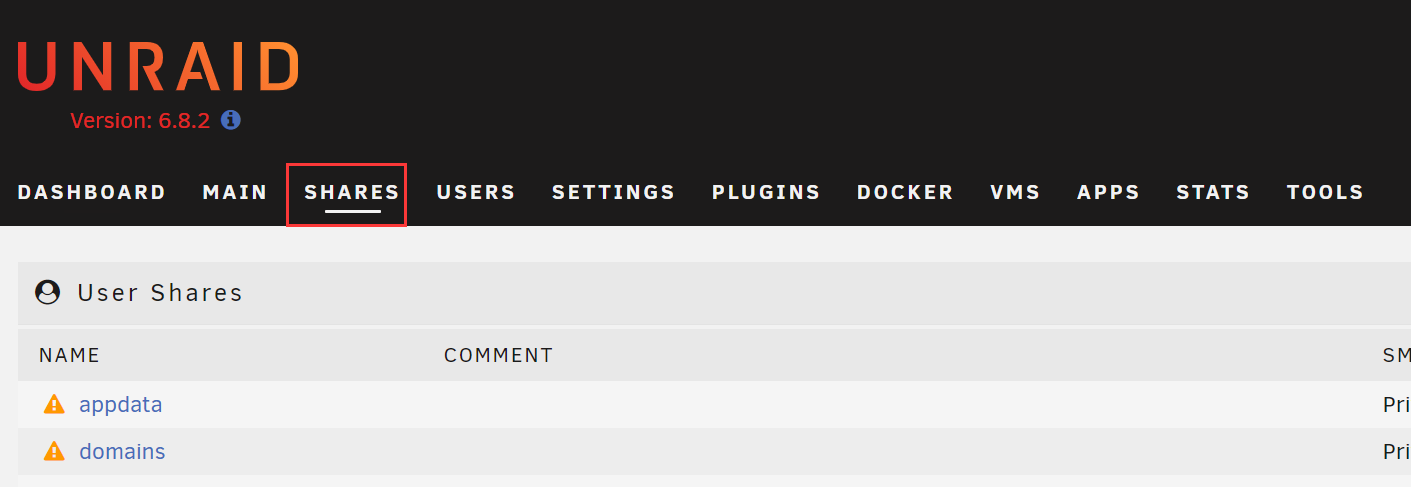 UNRAID
Version: 6.8.2
DASHBOARD MAIN SHARES USERS SETTINGS PLUGINS DOCKER VMS APPS STATS TOOLS
User Shares
NAME COMMENT SM
appdata Pri
domains Pri